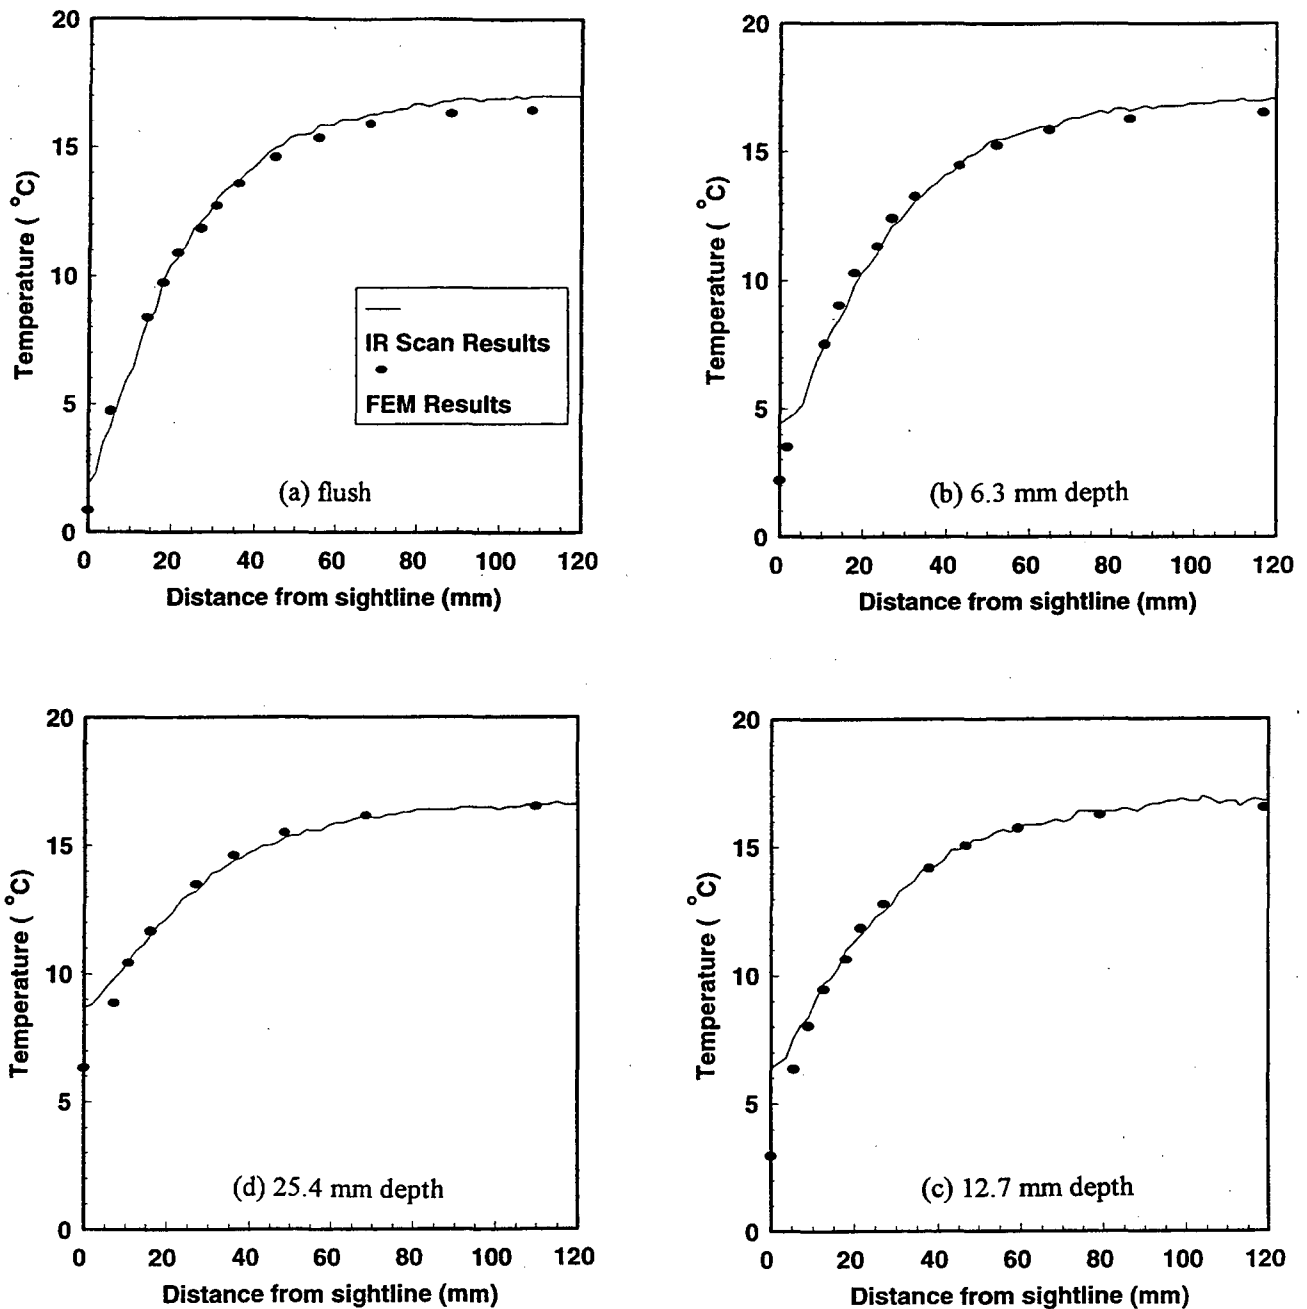 20
15
10
5
0
Temperature ( °C)
IR Scan Results
FEM Results
(a) flush
0 20 40 60 80 100 120
Distance from sightline (mm)
20
15
10
5
0
Temperature ( °C)
(b) 6.3 mm depth
0 20 40 60 80 100 120
Distance from sightline (mm)
20
15
10
5
0
Temperature ( °C)
(d) 25.4 mm depth
0 20 40 60 80 100 120
Distance from sightline (mm)
20
15
10
5
0
Temperature ( °C)
(c) 12.7 mm depth
0 20 40 60 80 100 120
Distance from sightline (mm)